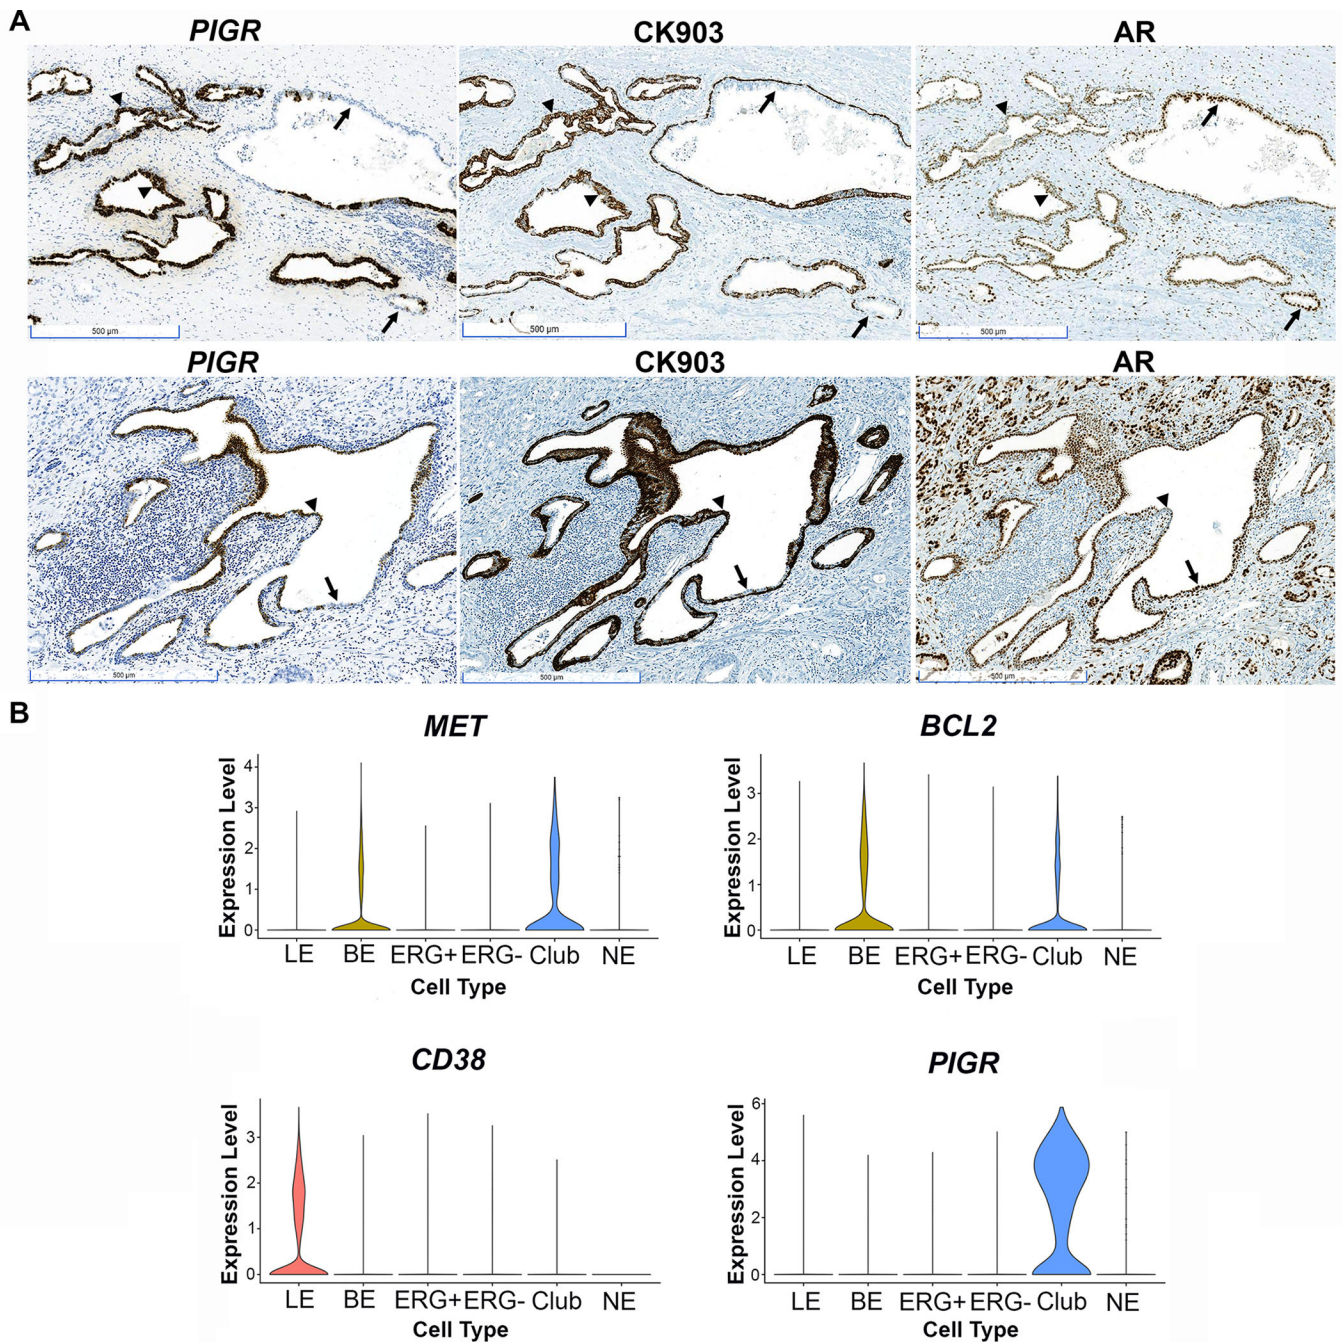 A
PIGR CK903 AR
500 µm 500 µm 500 µm
PIGR CK903 AR
500 µm 500 µm 500 µm
B
MET
Expression Level
4
3
2
1
0
LE BE ERG+ ERG- Club NE
Cell Type
BCL2
Expression Level
3
2
1
0
LE BE ERG+ ERG- Club NE
Cell Type
CD38
Expression Level
3
2
1
0
LE BE ERG+ ERG- Club NE
Cell Type
PIGR
Expression Level
6
4
2
0
LE BE ERG+ ERG- Club NE
Cell Type